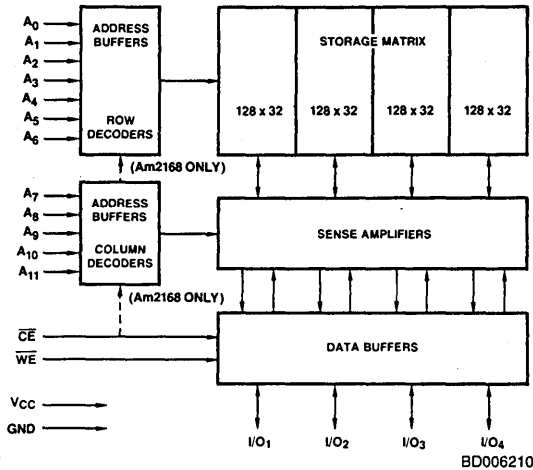 A0
A1
A2
A3
A4
A5
A6
ADDRESS
BUFFERS
ROW
DECODERS
STORAGE MATRIX
128 x 32
128 x 32
128 x 32
128 x 32
(Am2168 ONLY)
A7
A8
A9
A10
A11
ADDRESS
BUFFERS
COLUMN
DECODERS
SENSE AMPLIFIERS
(Am2168 ONLY)
CE
WE
DATA BUFFERS
VCC
GND
I/O1
I/O2
I/O3
I/O4
BD006210